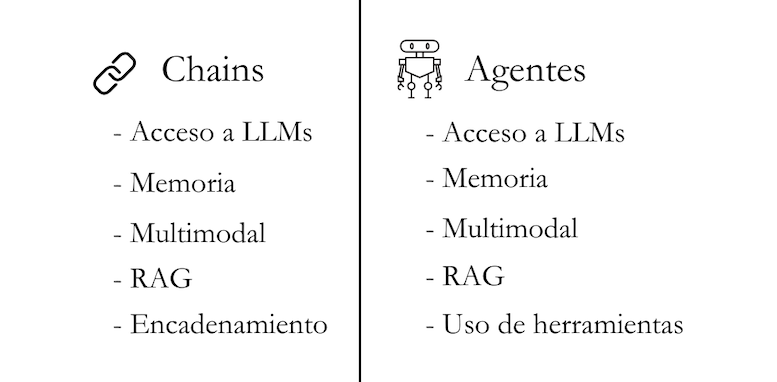 Chains
- Acceso a LLMs
- Memoria
- Multimodal
- RAG
- Encadenamiento
Agentes
- Acceso a LLMs
- Memoria
- Multimodal
- RAG
- Uso de herramientas